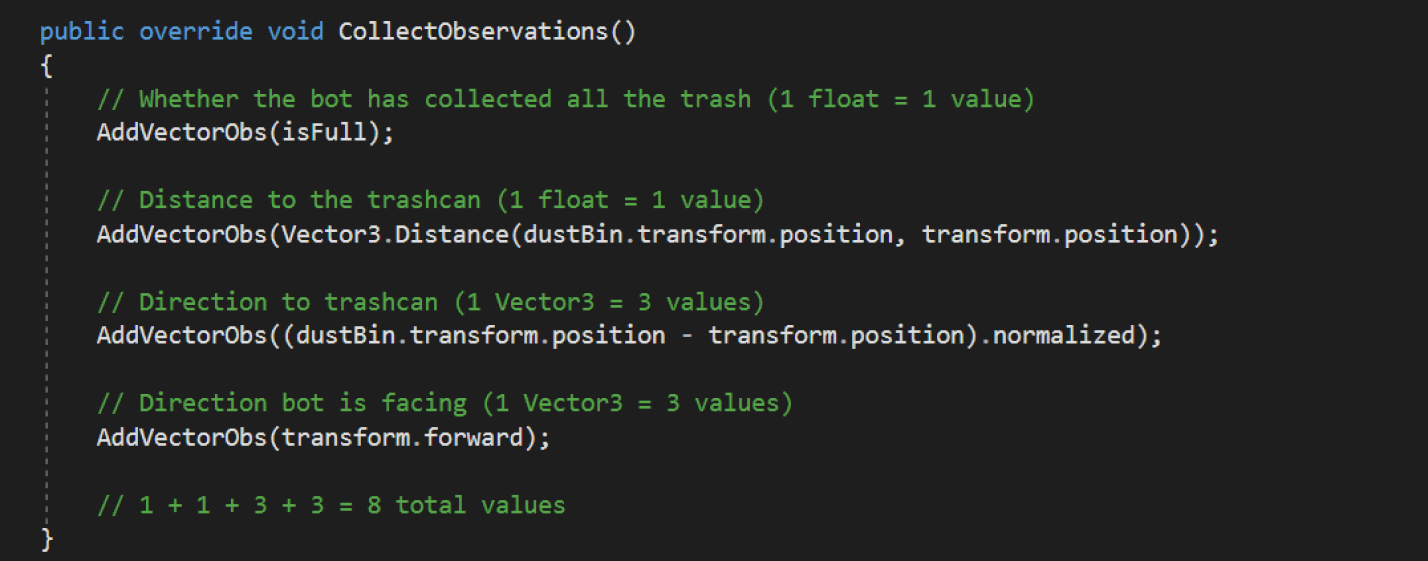 public override void CollectObservations()
{
// Whether the bot has collected all the trash (1 float = 1 value)
AddVectorObs(isFull);
// Distance to the trashcan (1 float = 1 value)
AddVectorObs(Vector3.Distance(dustBin.transform.position, transform.position));
// Direction to trashcan (1 Vector3 = 3 values)
AddVectorObs((dustBin.transform.position - transform.position).normalized);
// Direction bot is facing (1 Vector3 = 3 values)
AddVectorObs(transform.forward);
// 1 + 1 + 3 + 3 = 8 total values
}